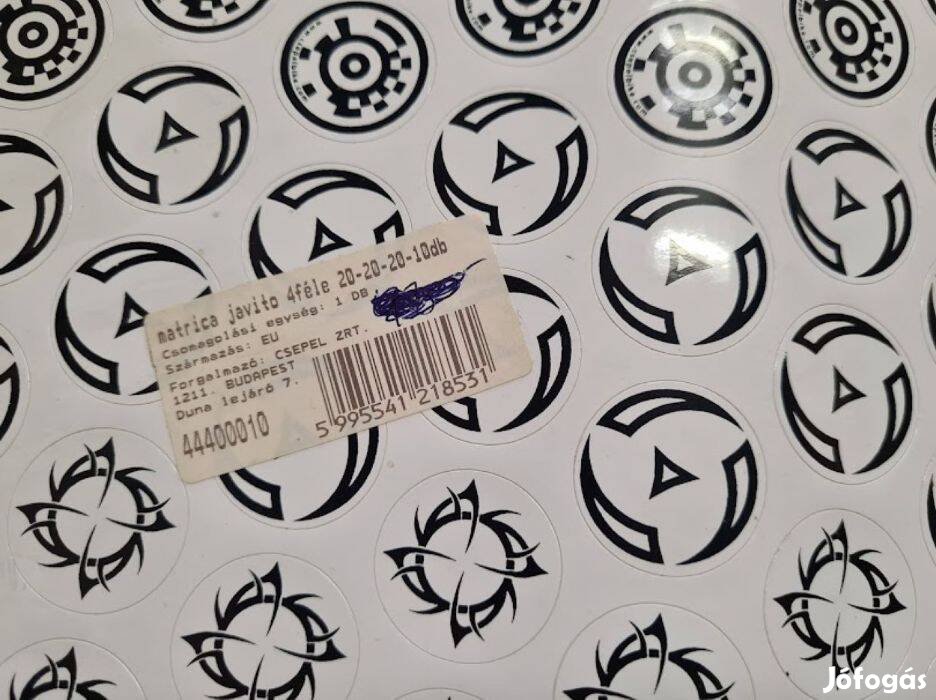 matrica javito 4féle 20-20-20-10db
Csomagolási egység: 1 DB
Származás: EU
Forgalmazó: CSEPEL ZRT.
1211. BUDAPEST
Duna lejáró 7.
44400010
5 995541 218531
Jófogás